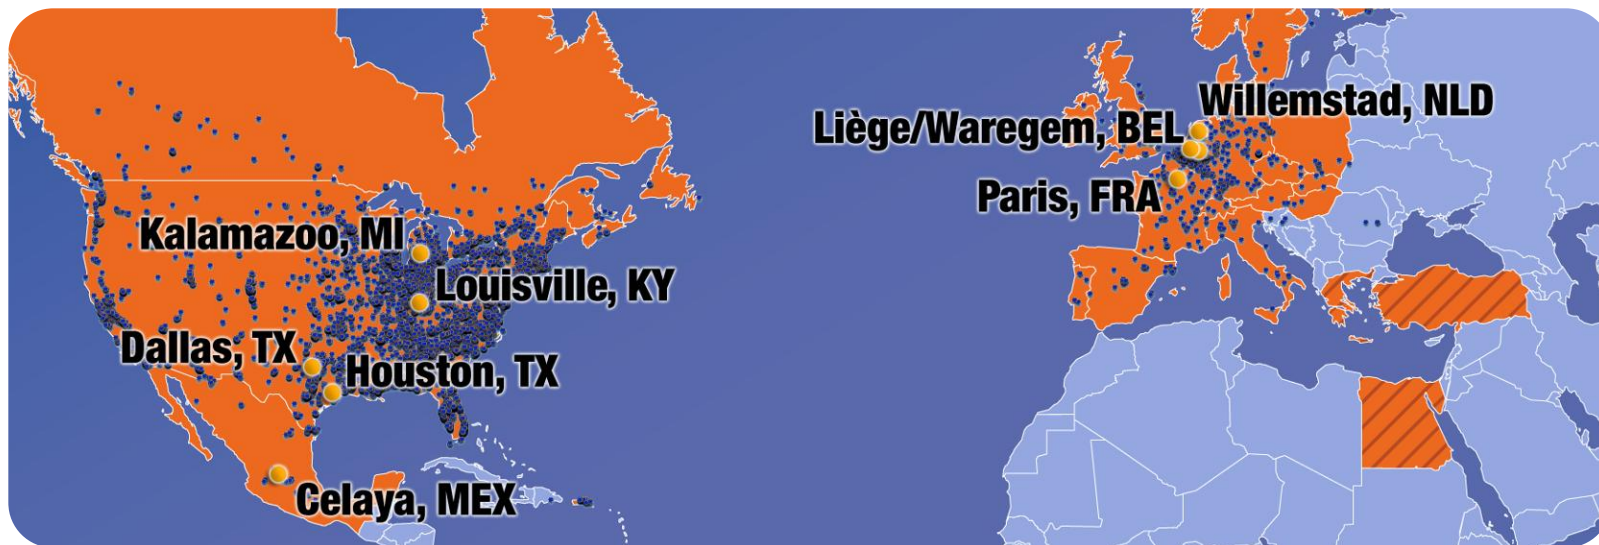 Kalamazoo, MI
Louisville, KY
Dallas, TX
Houston, TX
Celaya, MEX
Willemstad, NLD
Liège/Waregem, BEL
Paris, FRA